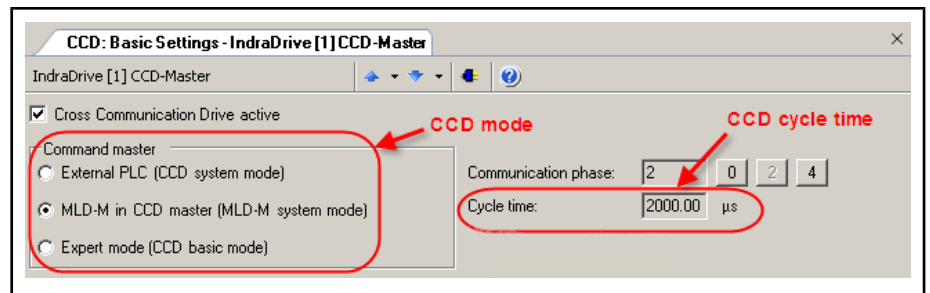 CCD: Basic Settings - IndraDrive [1] CCD-Master
IndraDrive [1] CCD-Master
Cross Communication Drive active
CCD mode
CCD cycle time
Command master
External PLC (CCD system mode)
Communication phase: 2 0 2 4
MLD-M in CCD master (MLD-M system mode)
Cycle time: 2000.00 µs
Expert mode (CCD basic mode)